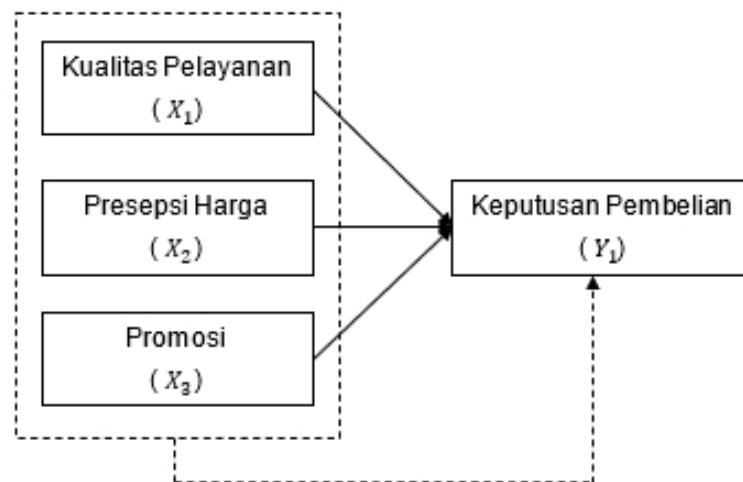 Kualitas Pelayanan
( X₁)
Presepsi Harga
( X₂)
Keputusan Pembelian
( Y₁)
Promosi
( X₃)